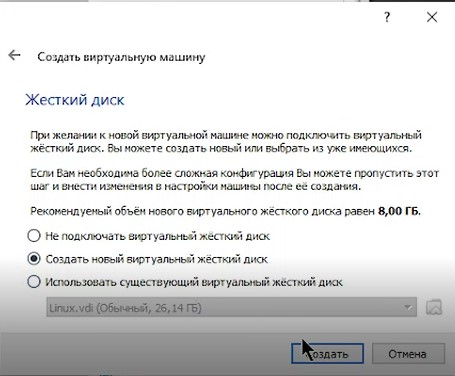 ?
Создать виртуальную машину
Жесткий диск
При желании к новой виртуальной машине можно подключить виртуальный
жёсткий диск. Вы можете создать новый или выбрать из уже имеющихся.
Если Вам необходима более сложная конфигурация Вы можете пропустить этот
шаг и внести изменения в настройки машины после её создания.
Рекомендуемый объём нового виртуального жёсткого диска равен 8,00 ГБ.
Не подключать виртуальный жёсткий диск
Создать новый виртуальный жёсткий диск
Использовать существующий виртуальный жёсткий диск
Linux.vdi (Обычный, 26,14 ГБ)
Создать Отмена